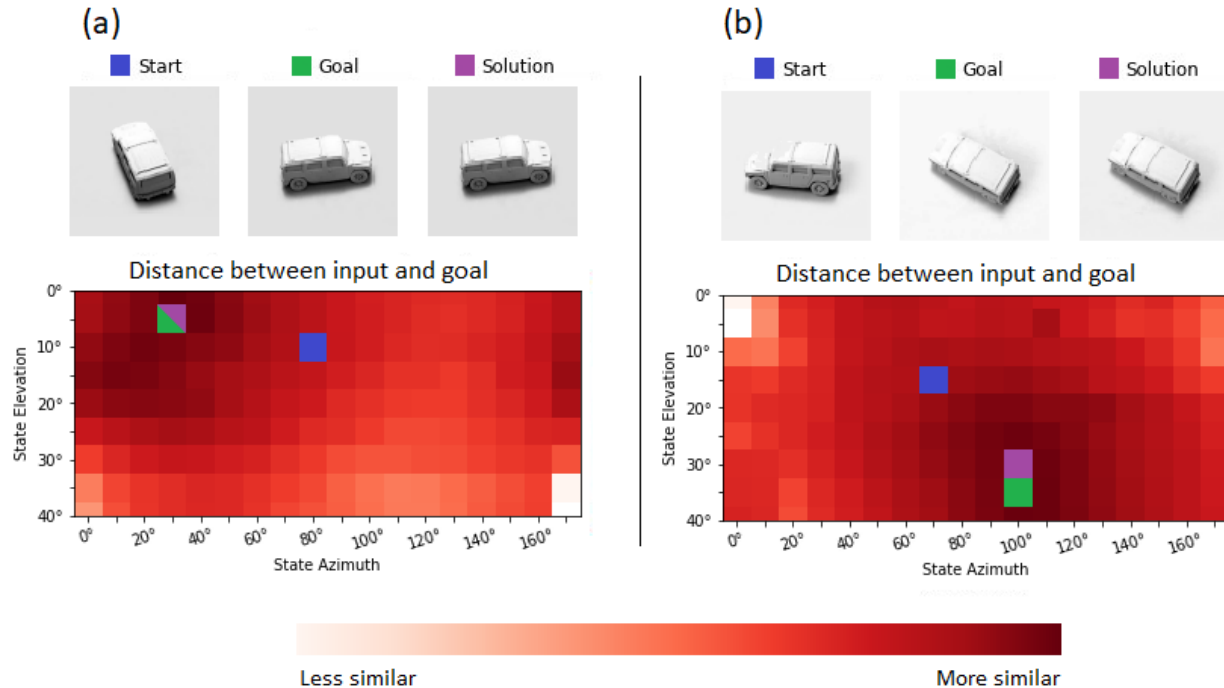 (a)
Start
Goal
Solution
Distance between input and goal
State Elevation
0°
10°
20°
30°
40°
0°
20°
40°
60°
80°
100°
120°
140°
160°
State Azimuth
(b)
Start
Goal
Solution
Distance between input and goal
State Elevation
0°
10°
20°
30°
40°
0°
20°
40°
60°
80°
100°
120°
140°
160°
State Azimuth
Less similar
More similar